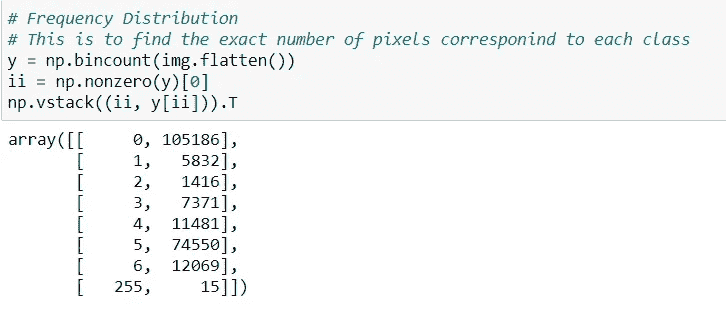 # Frequency Distribution
# This is to find the exact number of pixels corresponind to each class
y = np.bincount(img.flatten())
ii = np.nonzero(y)[0]
np.vstack((ii, y[ii])).T
array([[     0, 105186],
       [     1,   5832],
       [     2,   1416],
       [     3,   7371],
       [     4,  11481],
       [     5,  74550],
       [     6,  12069],
       [   255,     15]])